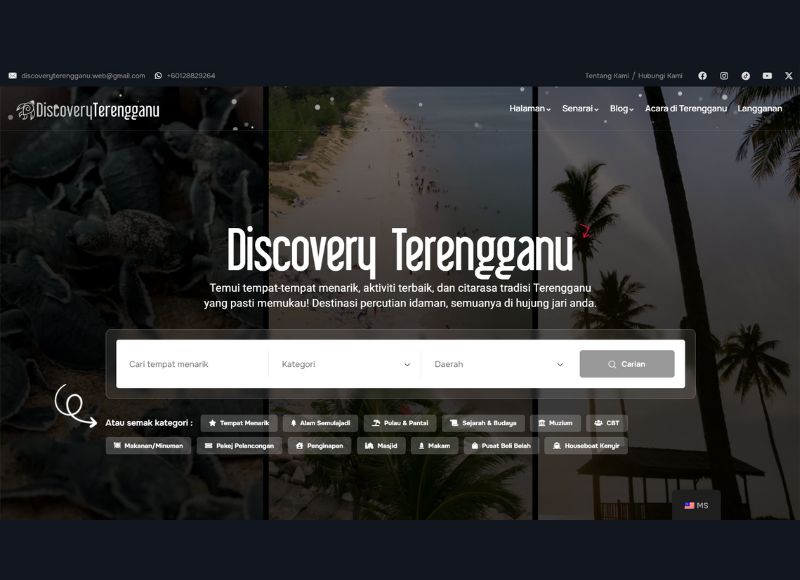 discoveryterengganu.web@gmail.com +60128829264 Tentang Kami / Hubungi Kami
DiscoveryTerengganu Halaman Senarai Blog Acara di Terengganu Langganan
Discovery Terengganu
Temui tempat-tempat menarik, aktiviti terbaik, dan citarasa tradisi Terengganu
yang pasti memukau! Destinasi percutian idaman, semuanya di hujung jari anda.
Cari tempat menarik Kategori Daerah Carian
Atau semak kategori : Tempat Menarik Alam Semulajadi Pulau & Pantai Sejarah & Budaya Muzium CBT
Makanan/Minuman Pakej Pelancongan Penginapan Masjid Makam Pusat Beli Belah Houseboat Kenyir
MS